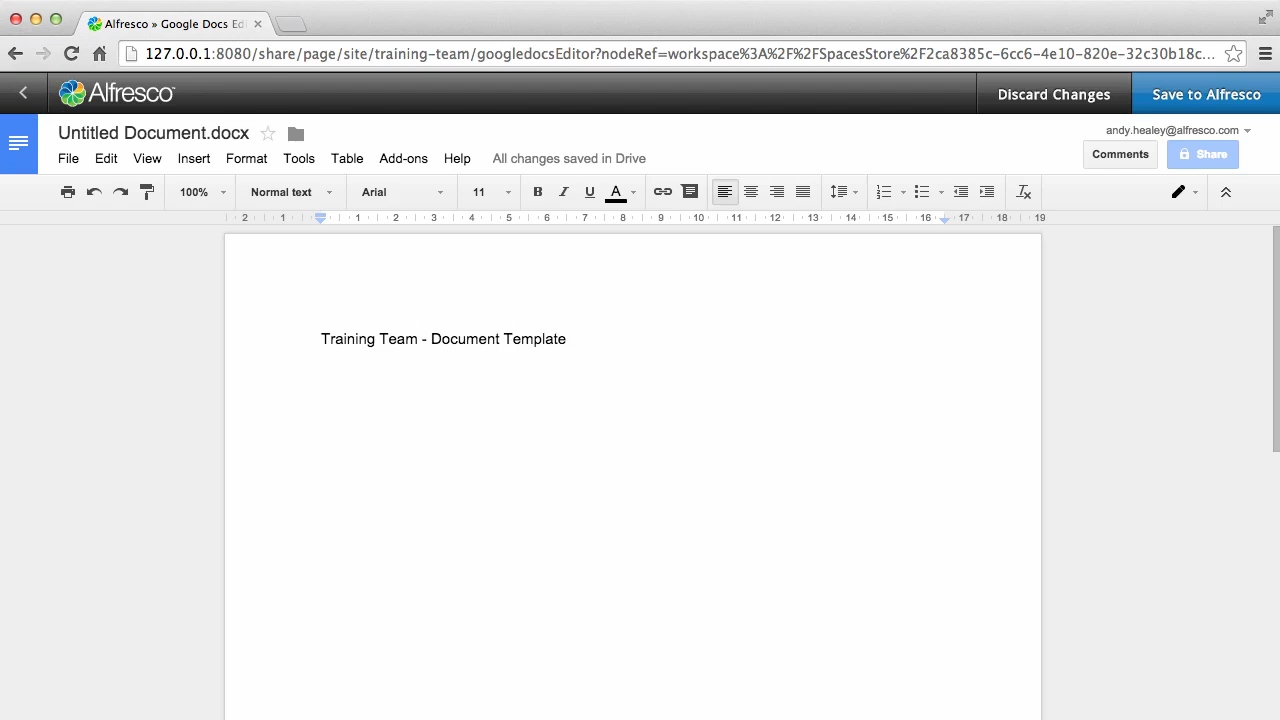 Alfresco » Google Docs Edi
127.0.0.1:8080/share/page/site/training-team/googledocsEditor?nodeRef=workspace%3A%2F%2FSpacesStore%2F2ca8385c-6cc6-4e10-820e-32c30b18c...
Alfresco
Discard Changes
Save to Alfresco
Untitled Document.docx
andy.healey@alfresco.com
File Edit View Insert Format Tools Table Add-ons Help All changes saved in Drive
Comments
Share
100% Normal text Arial 11 B I U A
2 1 1 2 3 4 5 6 7 8 9 10 11 12 13 14 15 16 17 18 19
Training Team - Document Template